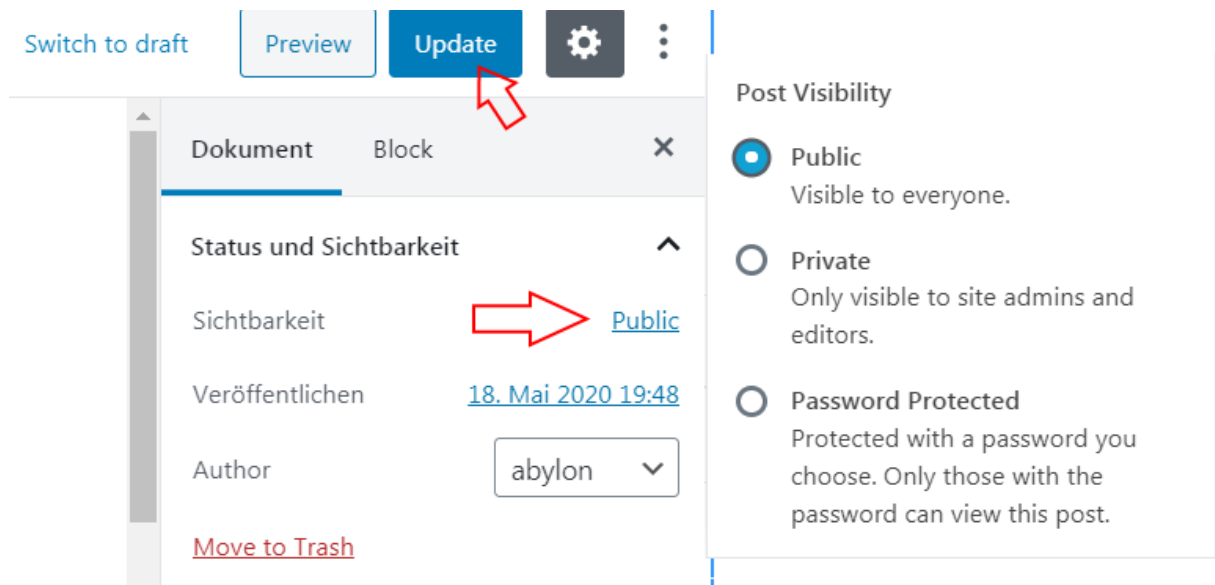 Switch to draft
Preview
Update
Dokument
Block
Status und Sichtbarkeit
Sichtbarkeit
Public
Veröffentlichen
18. Mai 2020 19:48
Author
abylon
Move to Trash
Post Visibility
Public
Visible to everyone.
Private
Only visible to site admins and
editors.
Password Protected
Protected with a password you
choose. Only those with the
password can view this post.